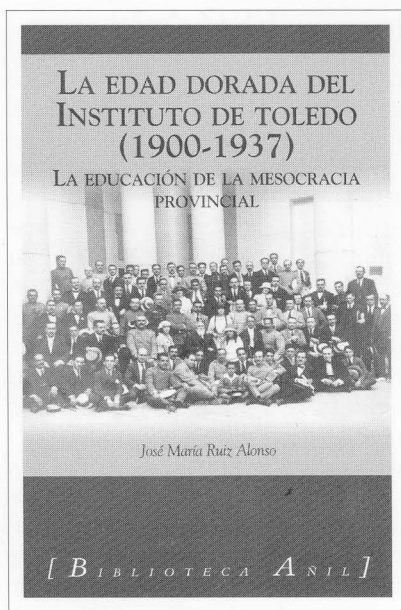 LA EDAD DORADA DEL
INSTITUTO DE TOLEDO
(1900-1937)
LA EDUCACIÓN DE LA MESOCRACIA
PROVINCIAL
José María Ruiz Alonso
[ BIBLIOTECA AÑIL ]